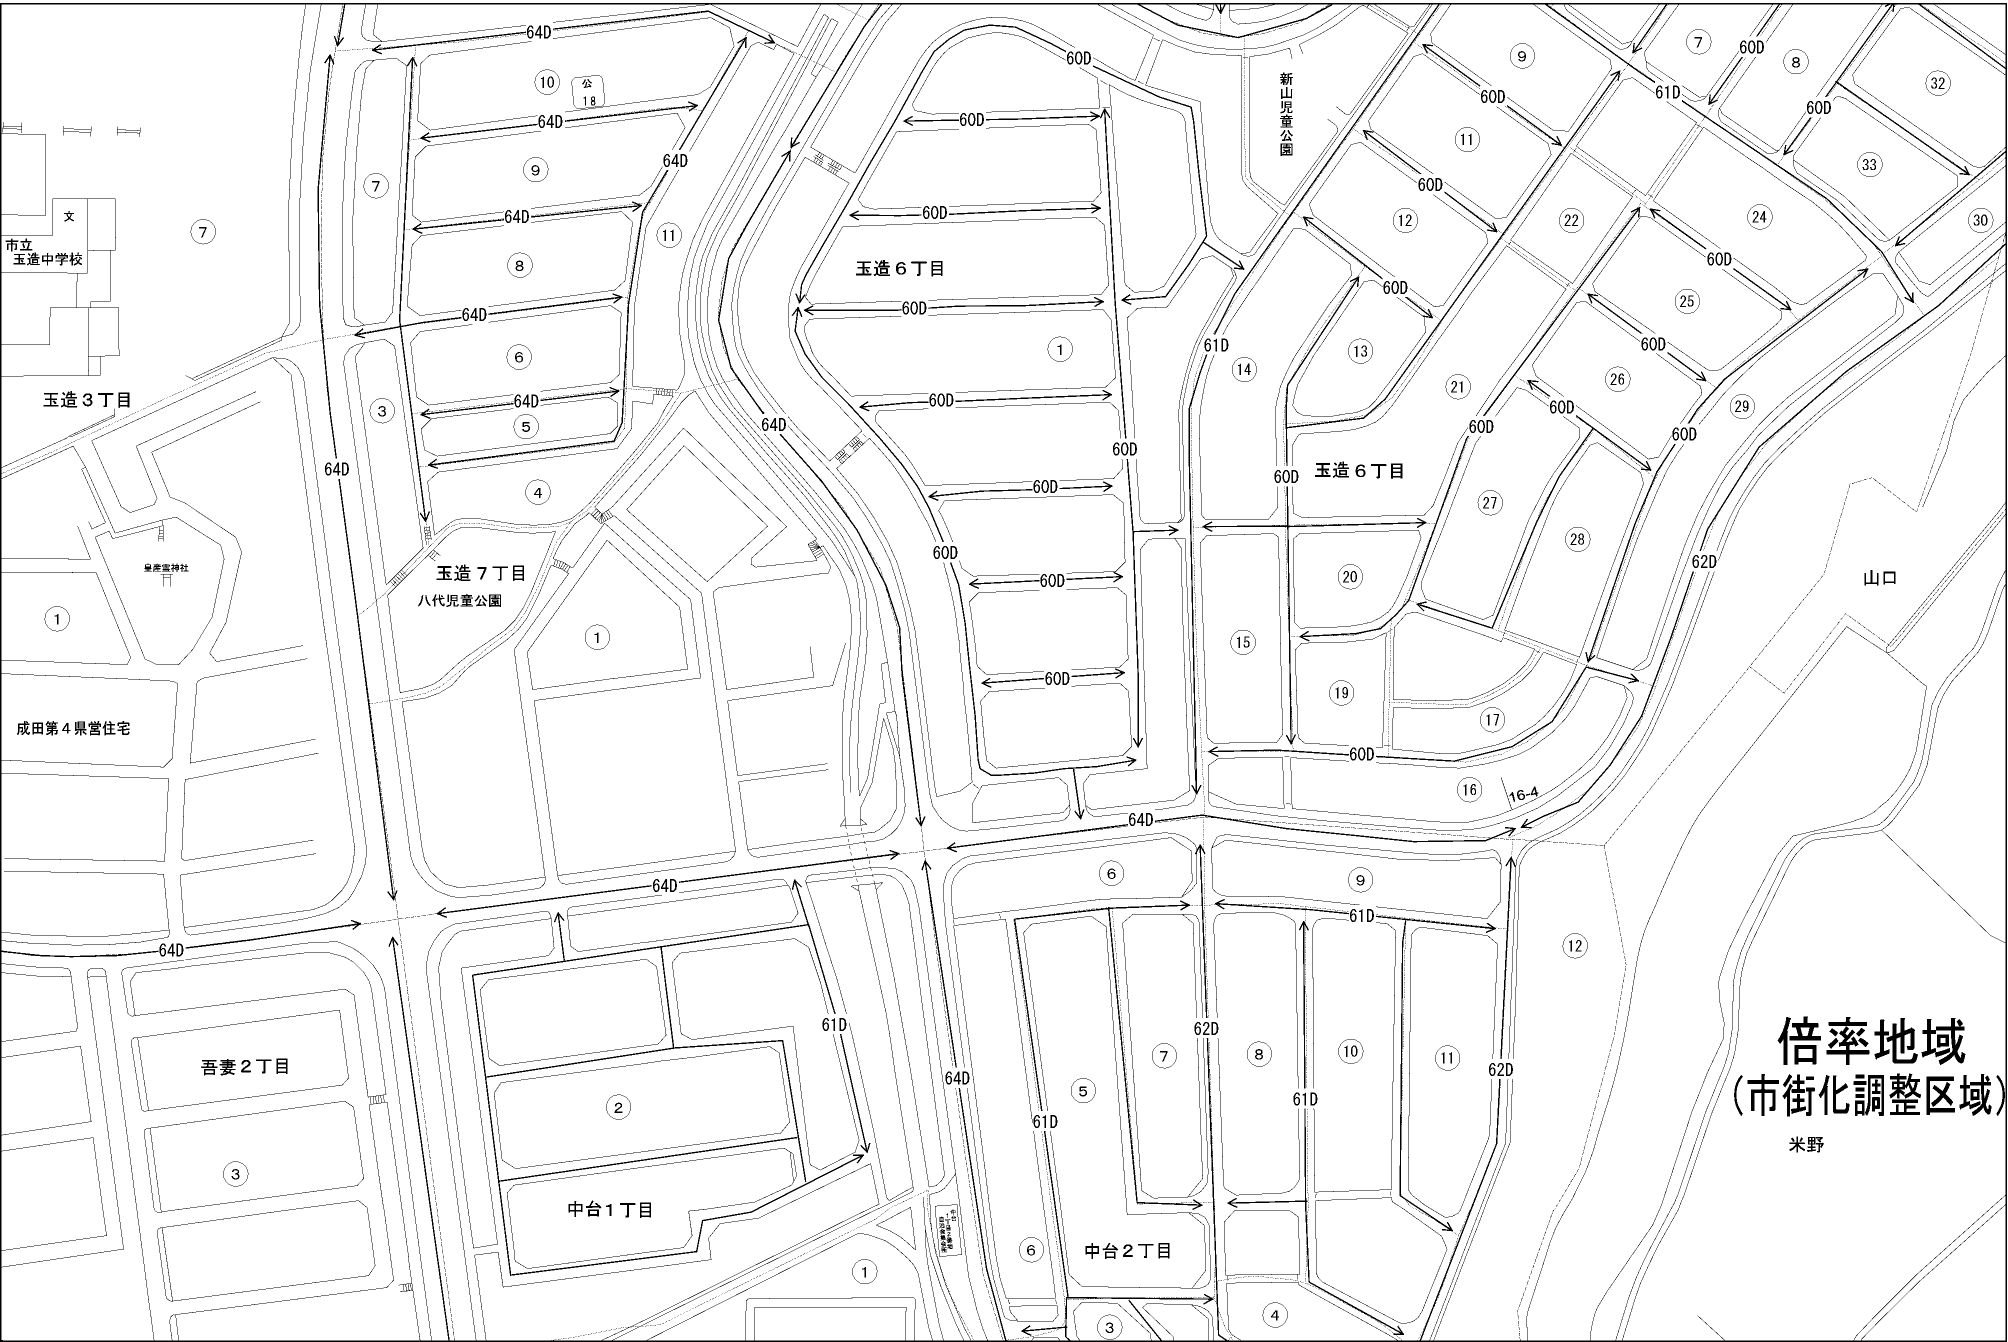 64D
60D
10
公
18
新山児童公園
9
7
60D
8
61D
32
60D
60D
64D
60D
11
33
64D
9
7
60D
文
64D
60D
12
24
22
30
7
11
市立
玉造中学校
8
玉造６丁目
60D
60D
25
64D
60D
61D
60D
6
1
14
13
26
玉造３丁目
3
64D
60D
21
60D
29
5
64D
60D
60D
64D
60D
玉造６丁目
60D
4
60D
27
28
60D
62D
皇産霊神社
玉造７丁目
八代児童公園
60D
20
山口
1
1
15
60D
19
17
成田第４県営住宅
60D
16
16-4
64D
6
9
64D
61D
64D
12
61D
62D
倍率地域
吾妻２丁目
7
8
10
11
62D
64D
5
(市街化調整区域)
2
61D
61D
米野
3
中台１丁目
6
中台２丁目
1
4
3